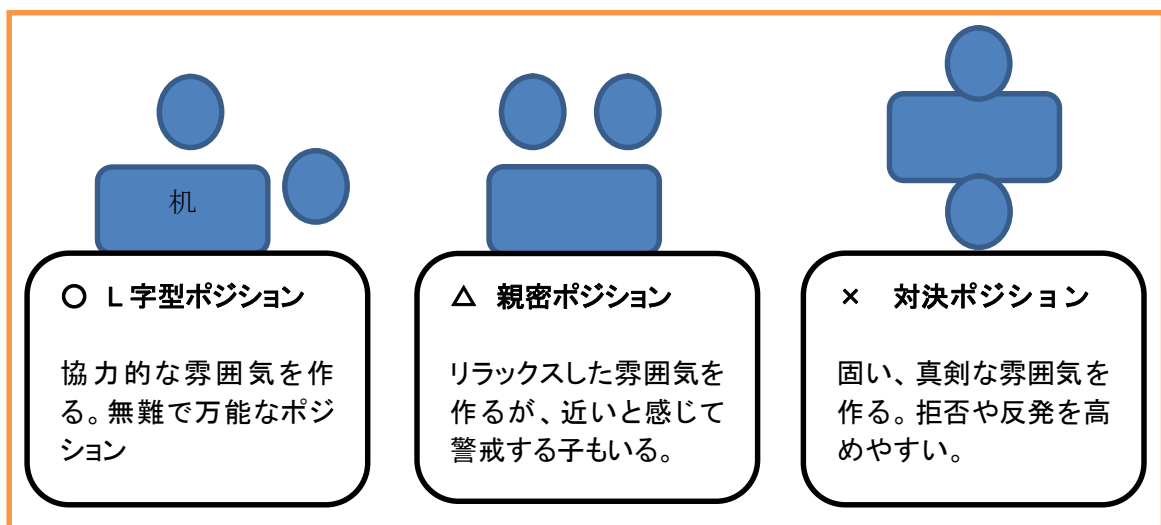 机
○ L字型ポジション
協力的な雰囲気を作
る。無難で万能なポジ
ション
△ 親密ポジション
リラックスした雰囲気を
作るが、近いと感じて
警戒する子もいる。
× 対決ポジション
固い、真剣な雰囲気を
作る。拒否や反発を高
めやすい。